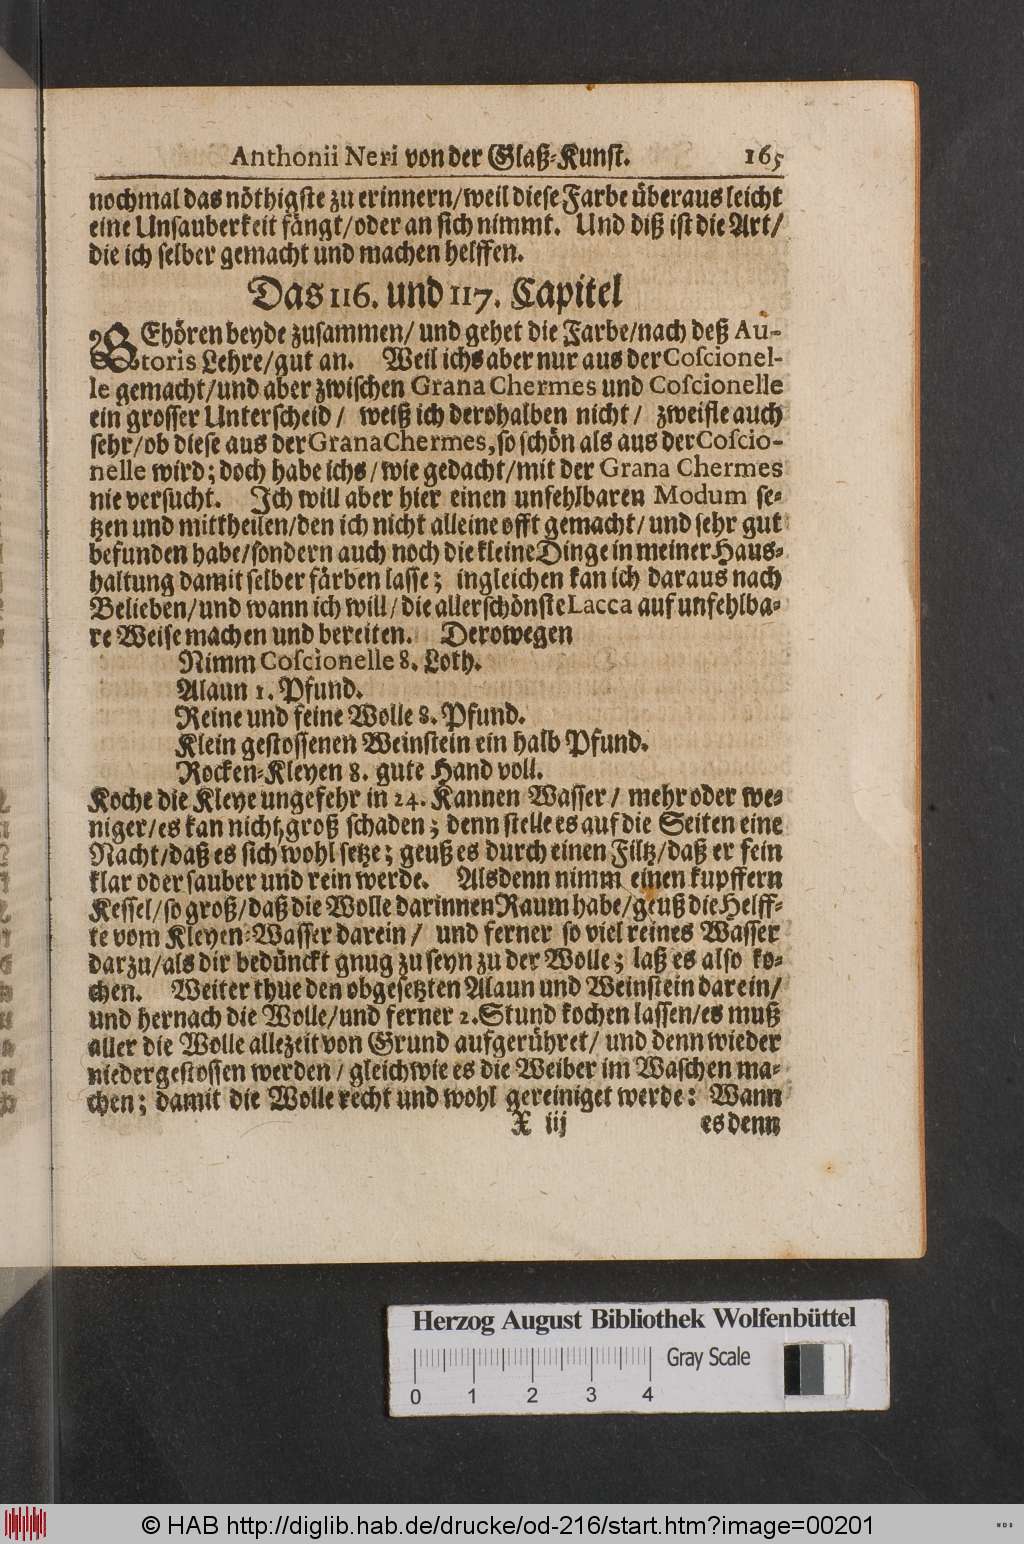 Anthonii Neri von der Glaß-Kunst. 165
nochmal das nöthigste zu erinnern/weil diese Farbe überaus leicht
eine Unsauberkeit fängt/oder an sich nimmt. Und diß ist die Art/
die ich selber gemacht und machen helffen.
Das 116. und 117. Capitel
GEhören beyde zusammen/ und gehet die Farbe/nach deß Au-
ctoris Lehre/gut an. Weil ichs aber nur aus der Coscionel-
le gemacht/und aber zwischen Grana Chermes und Coscionelle
ein grosser Unterscheid/ weiß ich derohalben nicht/ zweifle auch
sehr/ob diese aus der Grana Chermes, so schön als aus der Coscio-
nelle wird; doch habe ichs/wie gedacht/mit der Grana Chermes
nie versucht. Ich will aber hier einen unfehlbaren Modum se-
tzen und mittheilen/den ich nicht alleine offt gemacht/ und sehr gut
befunden habe/sondern auch noch die kleine Dinge in meiner Haus-
haltung damit selber färben lasse; ingleichen kan ich daraus nach
Belieben/und wann ich will/die allerschönste Lacca auf unfehlba-
re Weise machen und bereiten. Derowegen
Nimm Coscionelle 8. Loth.
Alaun 1. Pfund.
Reine und feine Wolle 8. Pfund.
Klein gestossenen Weinstein ein halb Pfund.
Rocken-Kleyen 8. gute Hand voll.
Koche die Kleye ungefehr in 24. Kannen Wasser/ mehr oder we-
niger/es kan nicht groß schaden; denn stelle es auf die Seiten eine
Nacht/daß es sich wohl setze; geuß es durch einen Filtz/daß er fein
klar oder sauber und rein werde. Alsdenn nimm einen kupffern
Kessel/so groß/daß die Wolle darinnen Raum habe/geuß die Helff-
te vom Kleyen-Wasser darein/ und ferner so viel reines Wasser
darzu/als dir bedünckt gnug zu seyn zu der Wolle; laß es also ko-
chen. Weiter thue den obgesetzten Alaun und Weinstein darein/
und hernach die Wolle/und ferner 2. Stund kochen lassen/es muß
aller die Wolle allezeit von Grund aufgerühret/ und denn wieder
niedergestossen werden/ gleichwie es die Weiber im Waschen ma-
chen; damit die Wolle recht und wohl gereiniget werde: Wann
X iij es denn
Herzog August Bibliothek Wolfenbüttel
Gray Scale
0 1 2 3 4
© HAB http://diglib.hab.de/drucke/od-216/start.htm?image=00201